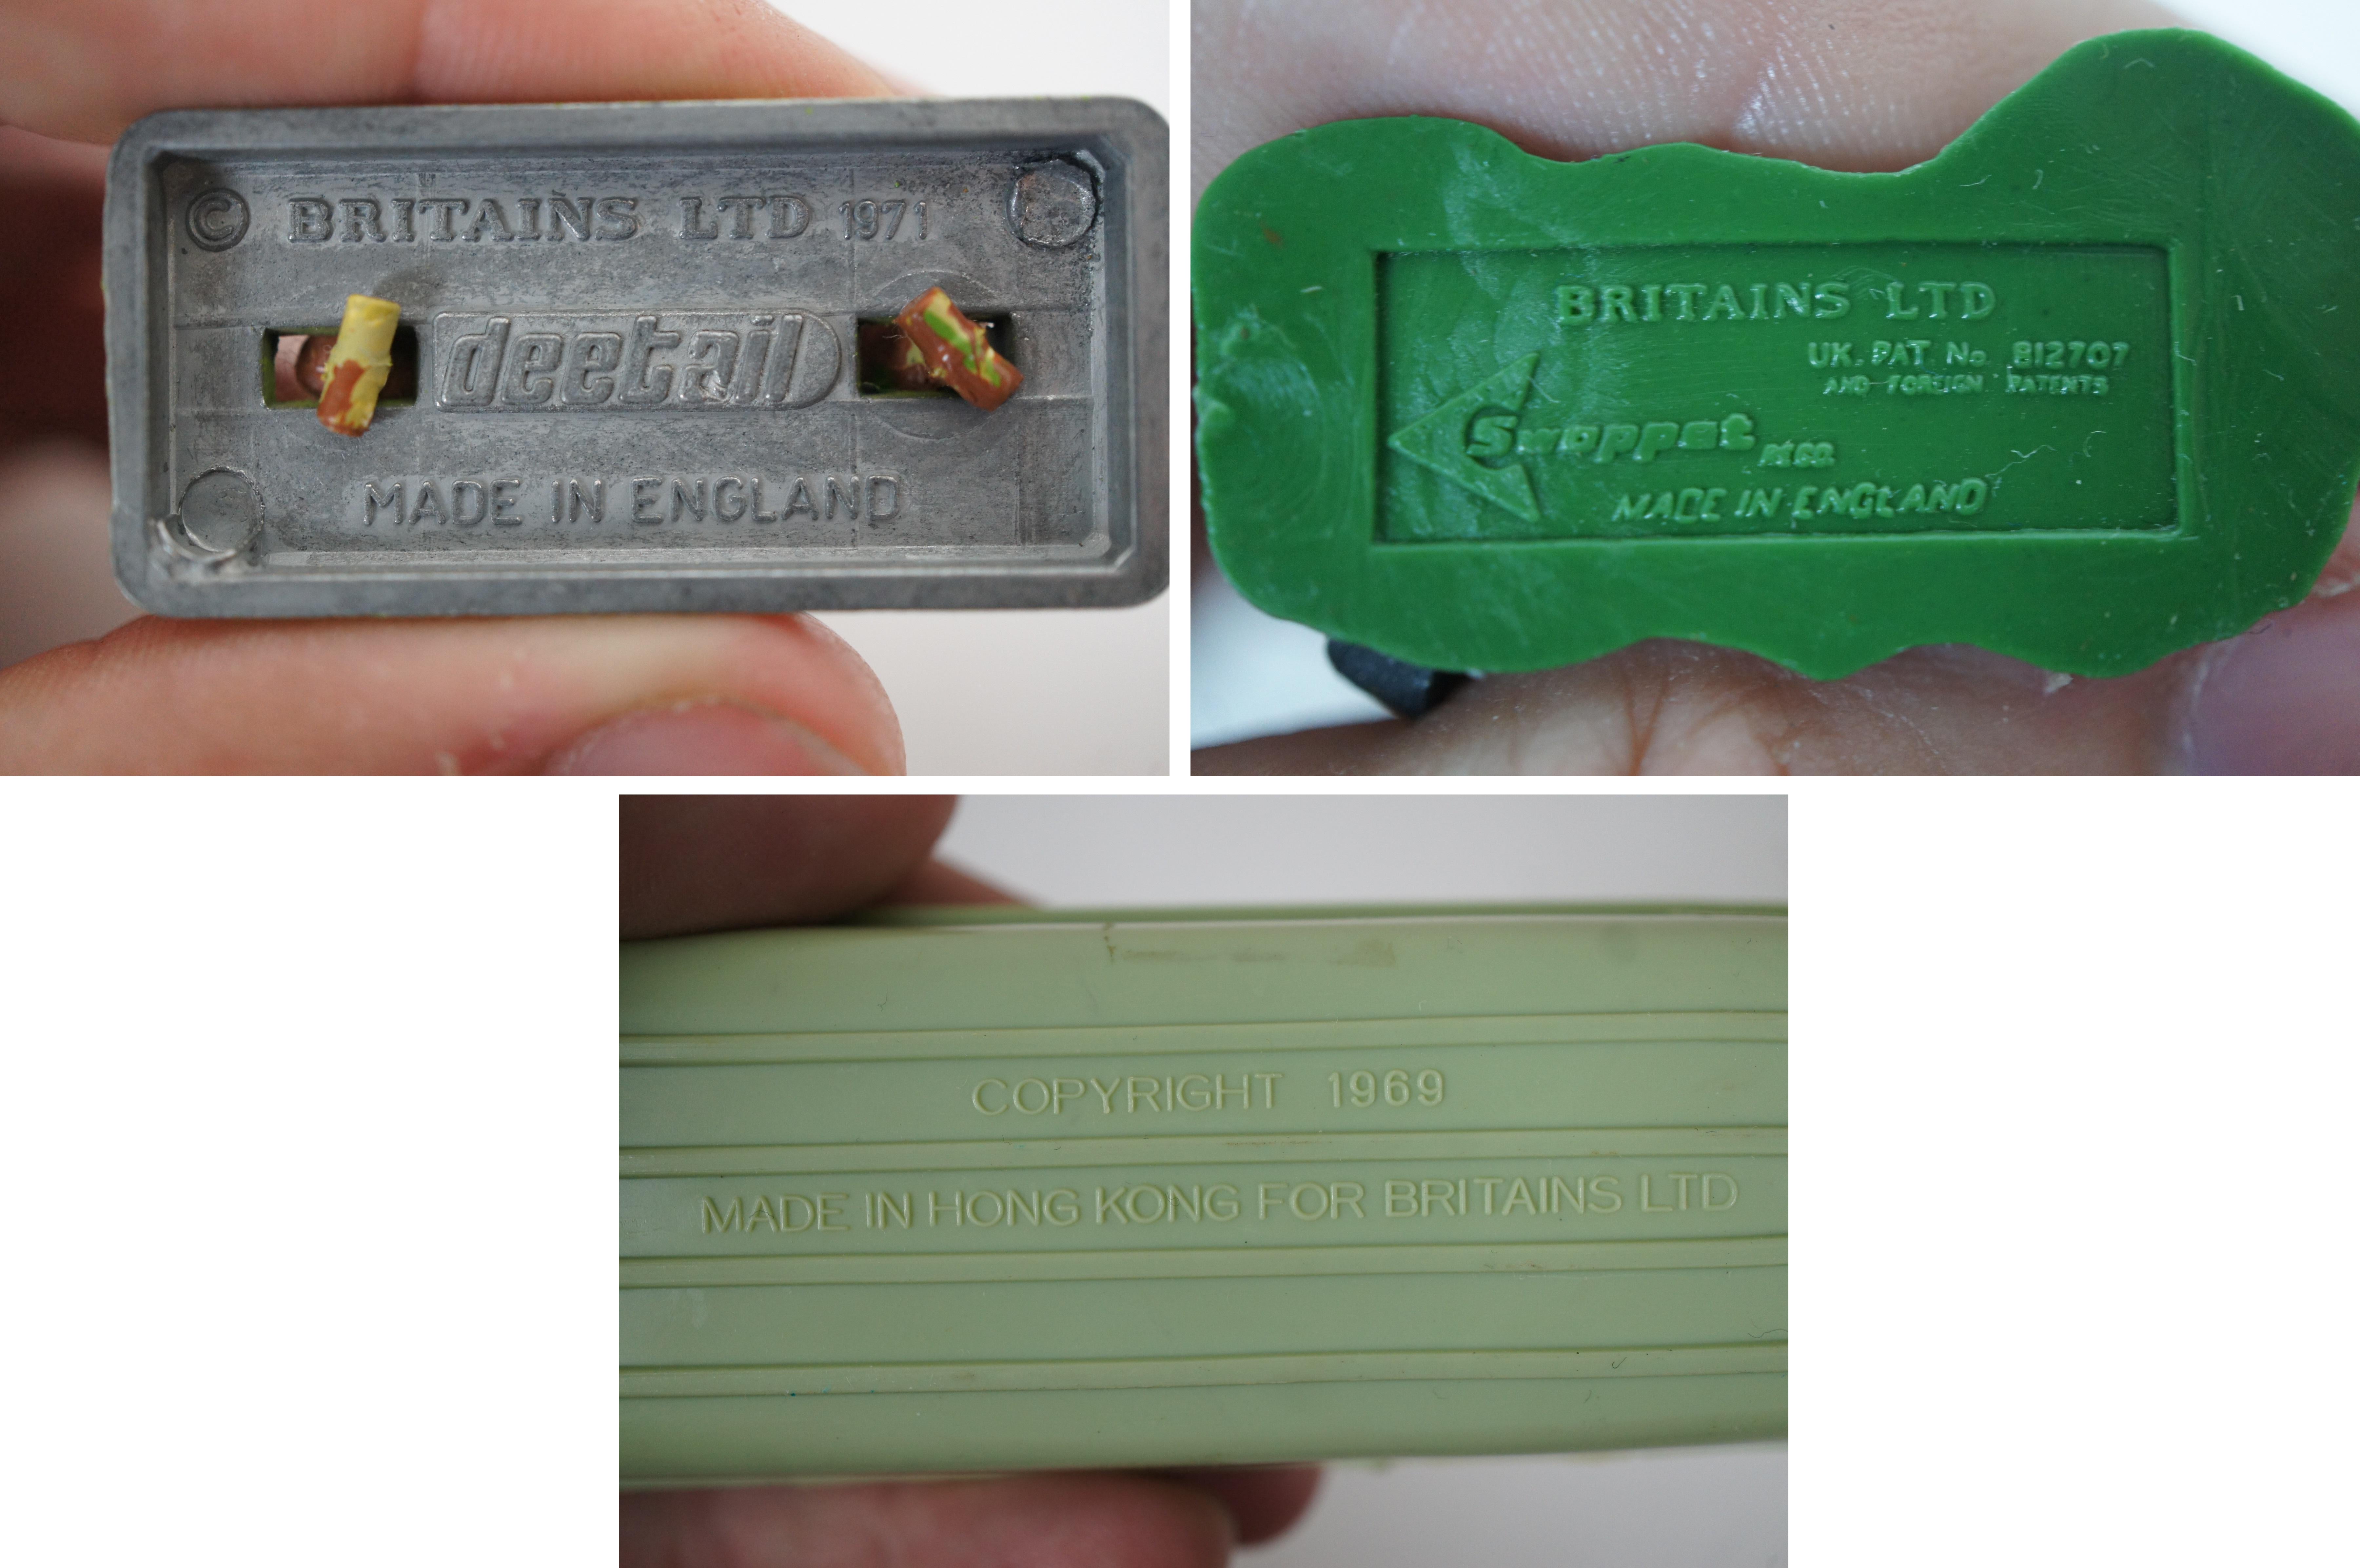 © BRITAINS LTD 1971
deetail
MADE IN ENGLAND
BRITAINS LTD
UK. PAT No. 812707
AND FOREIGN PATENTS
Swoppet
MADE IN ENGLAND
COPYRIGHT 1969
MADE IN HONG KONG FOR BRITAINS LTD